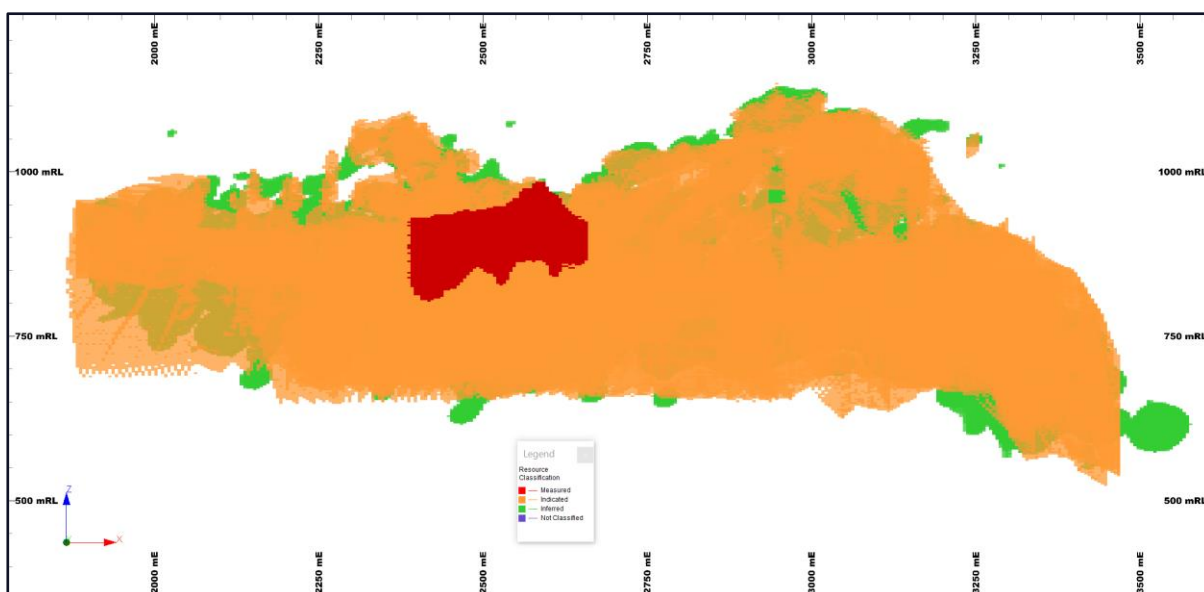 2000 mE 2250 mE 2500 mE 2750 mE 3000 mE 3250 mE 3500 mE
1000 mRL 1000 mRL
750 mRL 750 mRL
Legend
Resource
Classification
Measured
Indicated
Inferred
Not Classified
500 mRL 500 mRL
Z
X
2000 mE 2250 mE 2500 mE 2750 mE 3000 mE 3250 mE 3500 mE